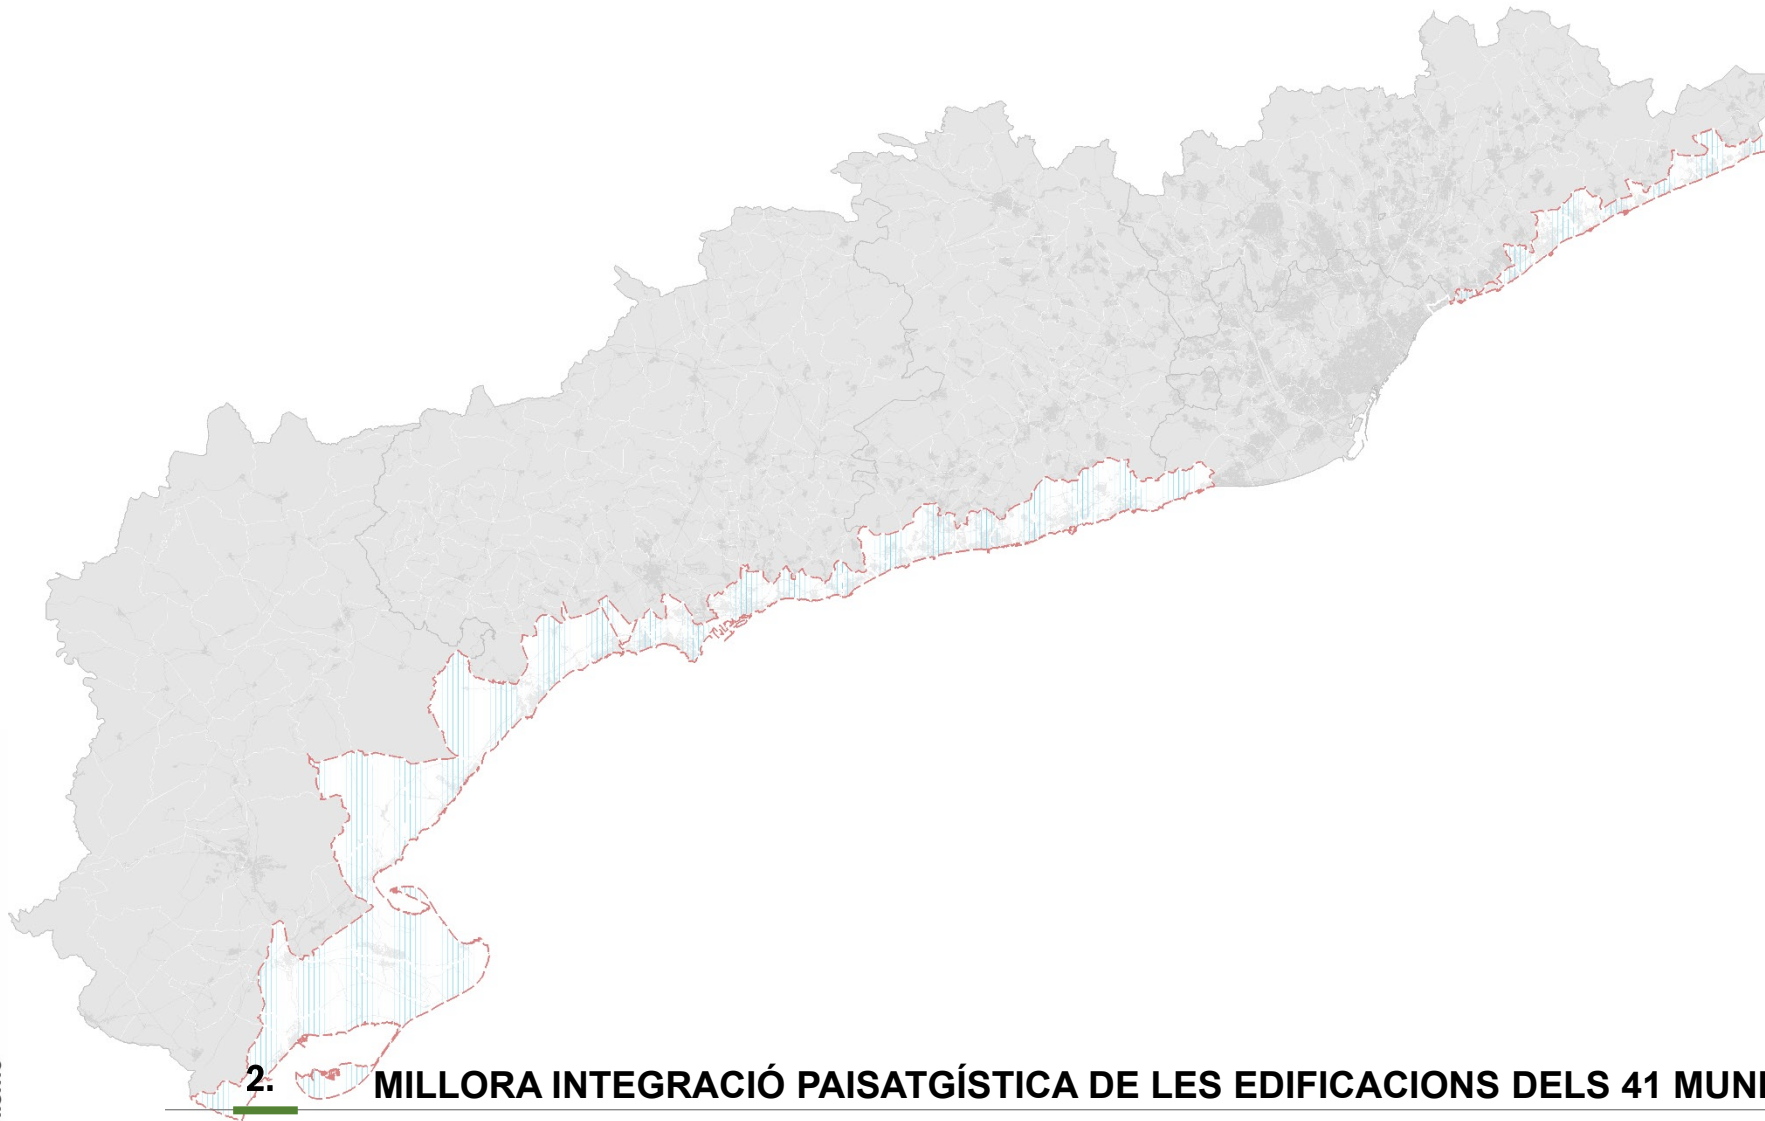 2. MILLORA INTEGRACIÓ PAISATGÍSTICA DE LES EDIFICACIONS DELS 41 MUNI